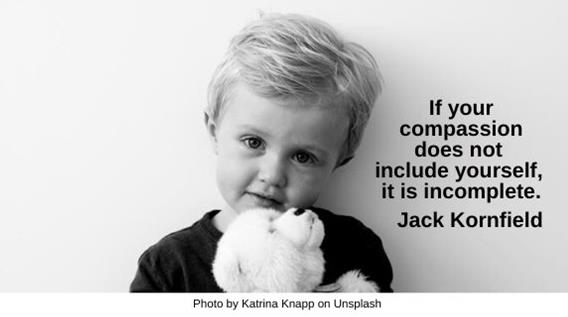 If your
compassion
does not
include yourself,
it is incomplete.
Jack Kornfield
Photo by Katrina Knapp on Unsplash